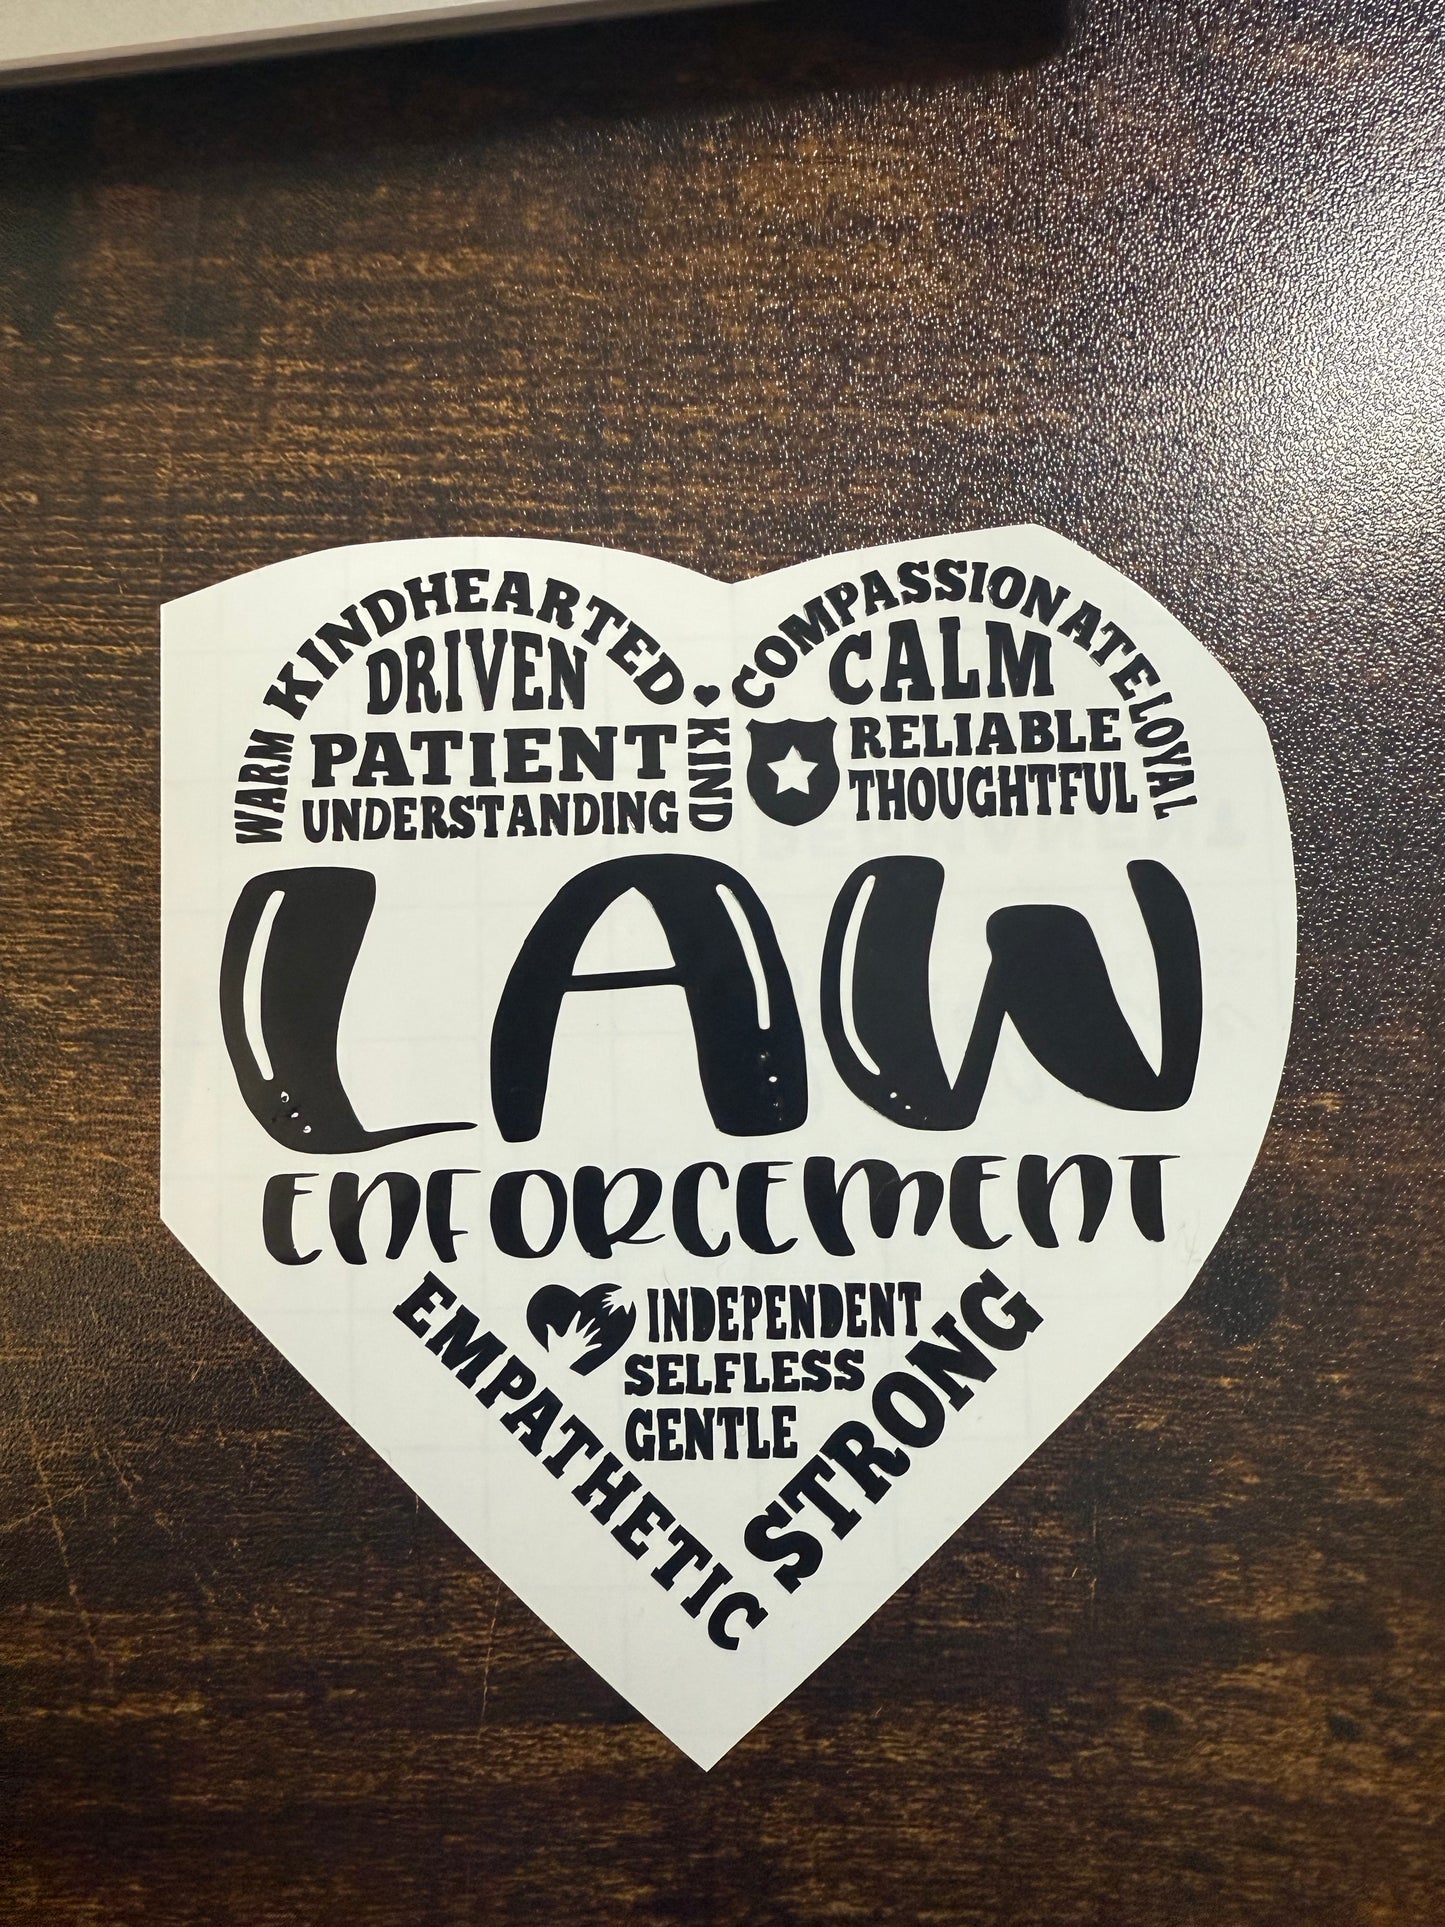 WARM KINDHEARTED
DRIVEN
PATIENT
UNDERSTANDING
KIND
COMPASSIONATE LOYAL
CALM
RELIABLE
THOUGHTFUL
LAW
ENFORCEMENT
EMPATHETIC
INDEPENDENT
SELFLESS
GENTLE
STRONG